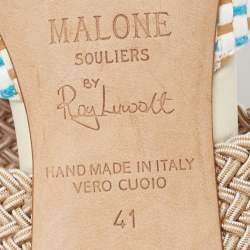 MALONE
SOULIERS
BY
Roy Luwolt
HAND MADE IN ITALY
VERO CUOIO
41